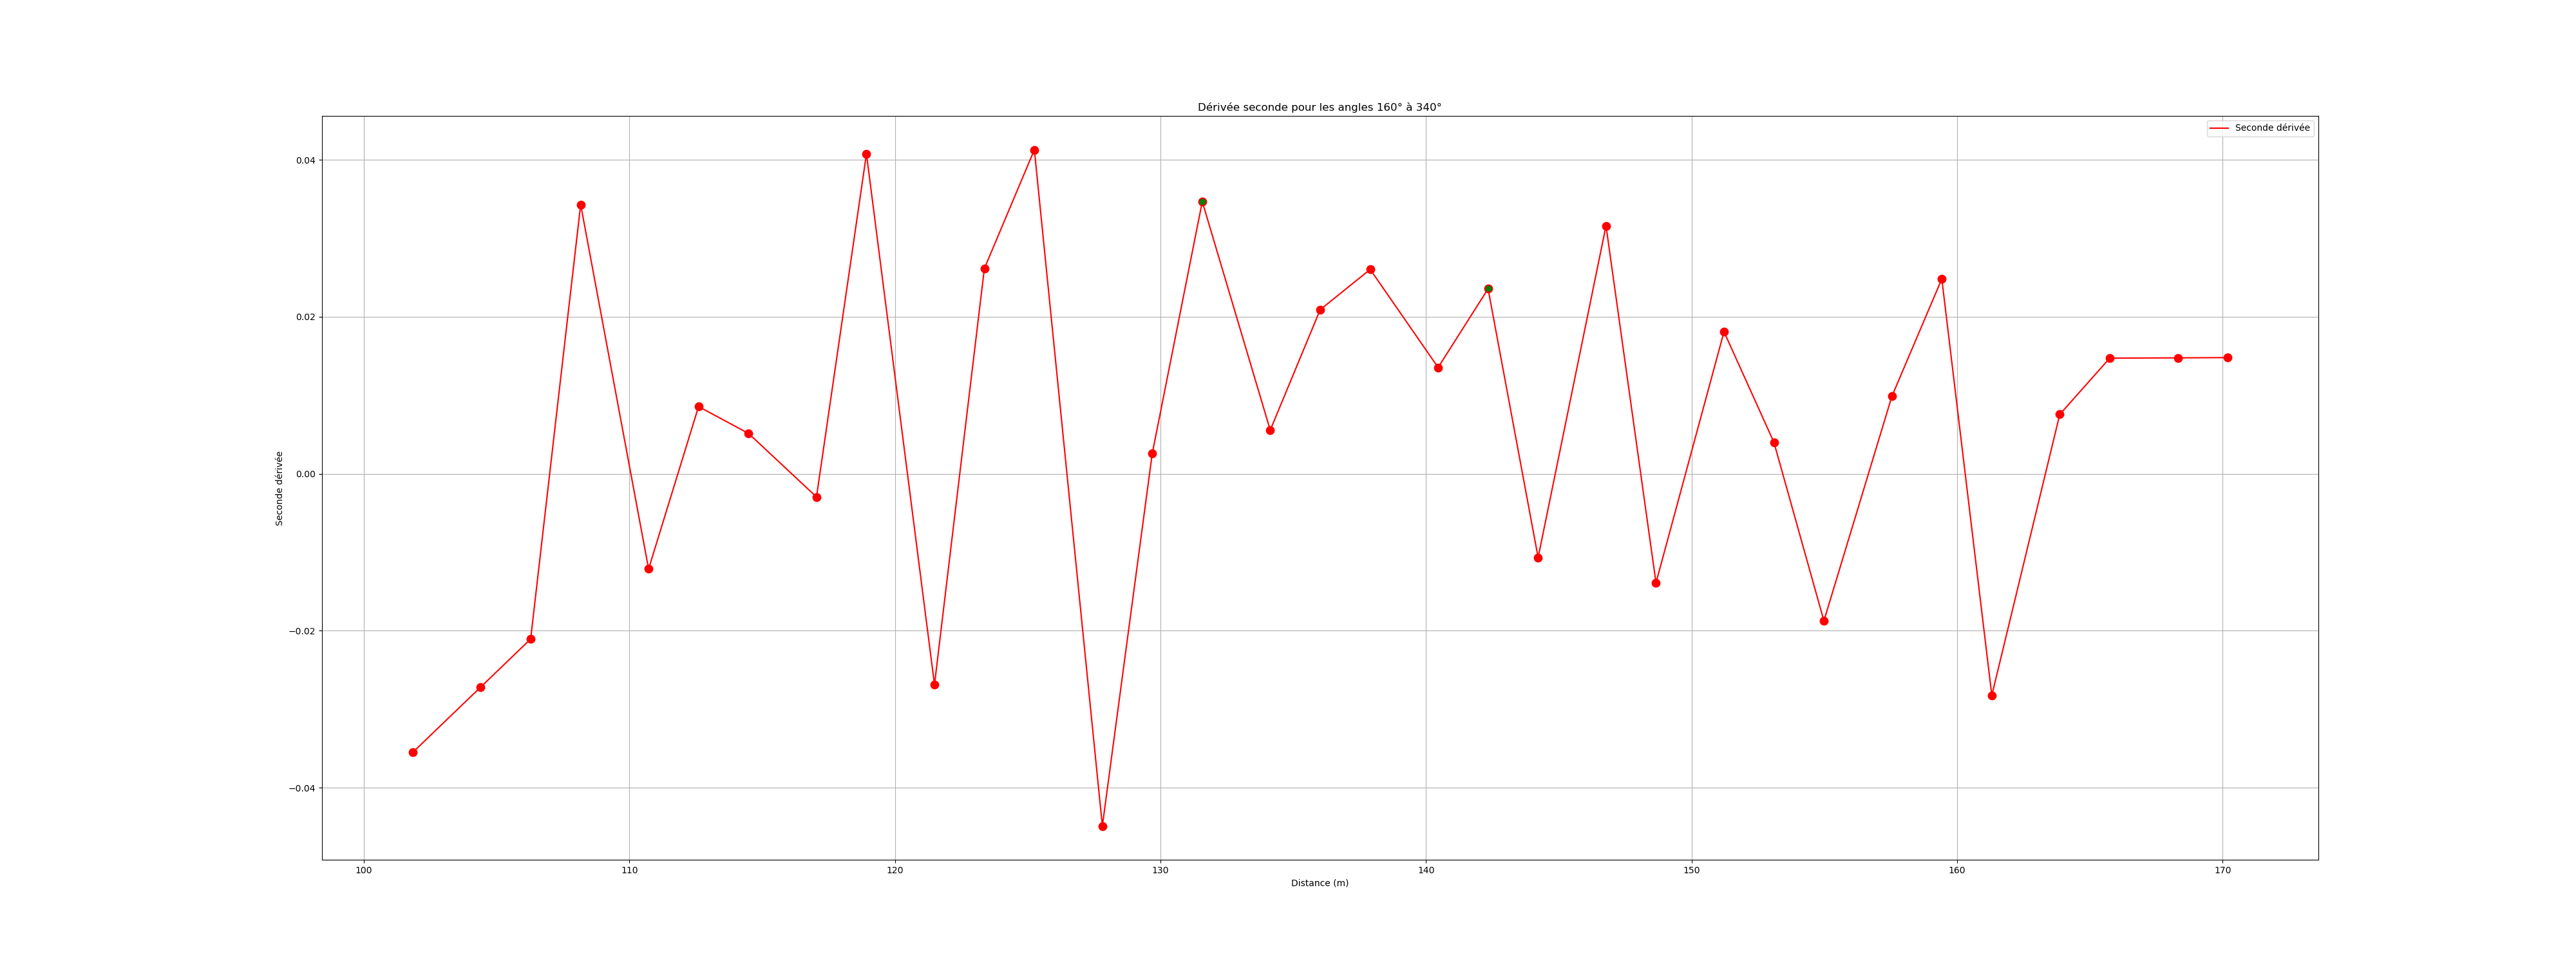 Dérivée seconde pour les angles 160° à 340°
Seconde dérivée
0.04
0.02
0.00
−0.02
−0.04
Seconde dérivée
100 110 120 130 140 150 160 170
Distance (m)